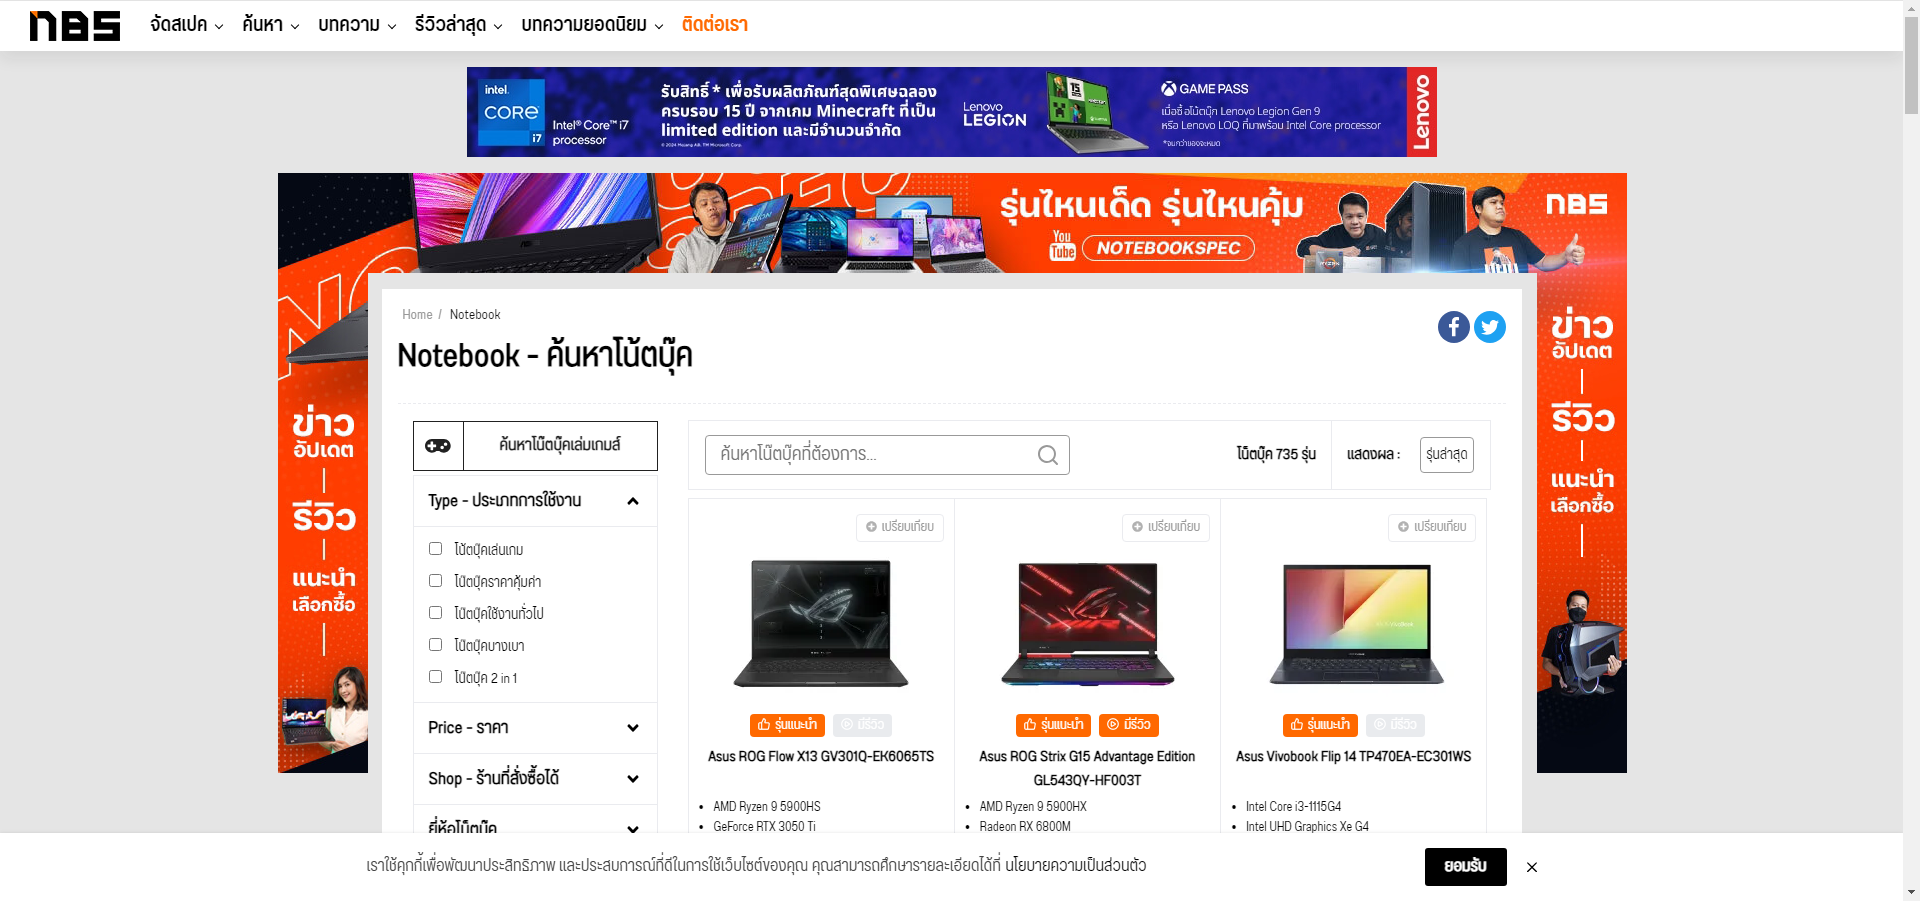 NBS
จัดสเปค
ค้นหา
บทความ
รีวิวล่าสุด
บทความยอดนิยม
ติดต่อเรา
intel.
CORE
i7
Intel® Core™ i7
processor
รับสิทธิ์ * เพื่อรับผลิตภัณฑ์สุดพิเศษฉลอง
ครบรอบ 15 ปี จากเกม Minecraft ที่เป็น
limited edition และมีจำนวนจำกัด
Lenovo
LEGION
15
GAME PASS
เมื่อซื้อโน้ตบุ๊ก Lenovo Legion Gen 9
หรือ Lenovo LOQ ที่มาพร้อม Intel Core processor
Lenovo
รุ่นไหนเด็ด รุ่นไหนคุ้ม
You
Tube
NOTEBOOKSPEC
NBS
ข่าว
อัปเดต
รีวิว
แนะนำ
เลือกซื้อ
ข่าว
อัปเดต
รีวิว
แนะนำ
เลือกซื้อ
Home / Notebook
Notebook - ค้นหาโน้ตบุ๊ค
ค้นหาโน๊ตบุ๊คเล่มเกมส์
Type - ประเภทการใช้งาน
โน้ตบุ๊คเล่นเกม
โน๊ตบุ๊คราคาคุ้มค่า
โน๊ตบุ๊คใช้งานทั่วไป
โน๊ตบุ๊คบางเบา
โน๊ตบุ๊ค 2 in 1
Price - ราคา
Shop - ร้านที่สั่งซื้อได้
ยี่ห้อโน๊ตบุ๊ค
ค้นหาโน๊ตบุ๊คที่ต้องการ...
โน๊ตบุ๊ค 735 รุ่น
แสดงผล :
รุ่นล่าสุด
เปรียบเทียบ
รุ่นแนะนำ
มีรีวิว
Asus ROG Flow X13 GV301Q-EK6065TS
AMD Ryzen 9 5900HS
GeForce RTX 3050 Ti
เปรียบเทียบ
รุ่นแนะนำ
มีรีวิว
Asus ROG Strix G15 Advantage Edition
GL543QY-HF003T
AMD Ryzen 9 5900HX
Radeon RX 6800M
เปรียบเทียบ
รุ่นแนะนำ
มีรีวิว
Asus Vivobook Flip 14 TP470EA-EC301WS
Intel Core i3-1115G4
Intel UHD Graphics Xe G4
เราใช้คุกกี้เพื่อพัฒนาประสิทธิภาพ และประสบการณ์ที่ดีในการใช้เว็บไซต์ของคุณ คุณสามารถศึกษารายละเอียดได้ที่ นโยบายความเป็นส่วนตัว
ยอมรับ